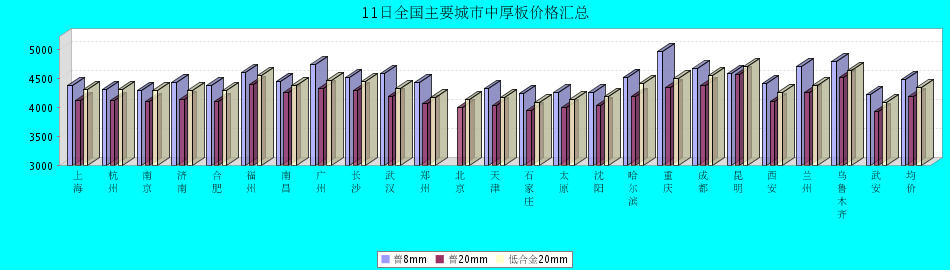 11日全国主要城市中厚板价格汇总
5000
4500
4000
3500
3000
上海
杭州
南京
济南
合肥
福州
南昌
广州
长沙
武汉
郑州
北京
天津
石家庄
太原
沈阳
哈尔滨
重庆
成都
昆明
西安
兰州
乌鲁木齐
武安
均价
普8mm 普20mm 低合金20mm